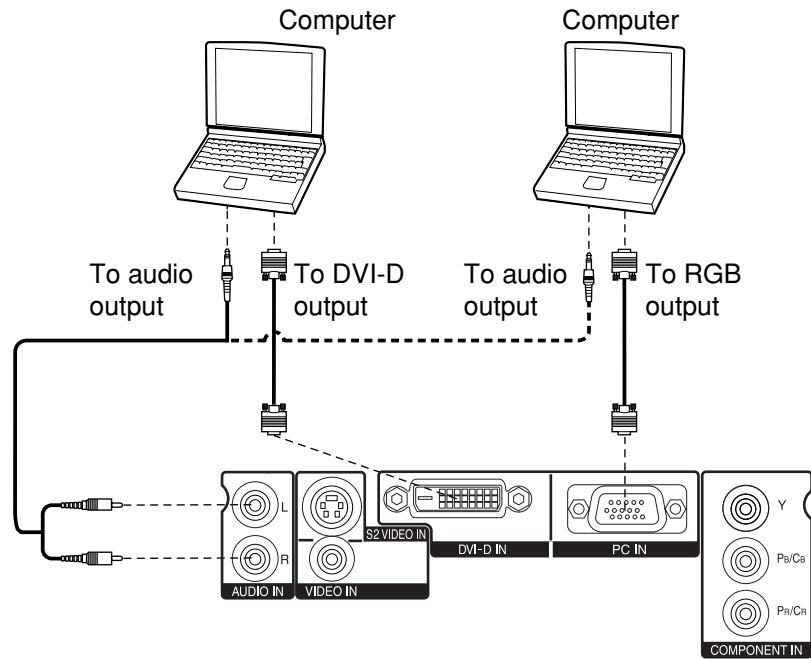 Computer
Computer
To audio
output
To DVI-D
output
To audio
output
To RGB
output
L
R
AUDIO IN
S2 VIDEO IN
VIDEO IN
DVI-D IN
PC IN
Y
PB/CB
PR/CR
COMPONENT IN